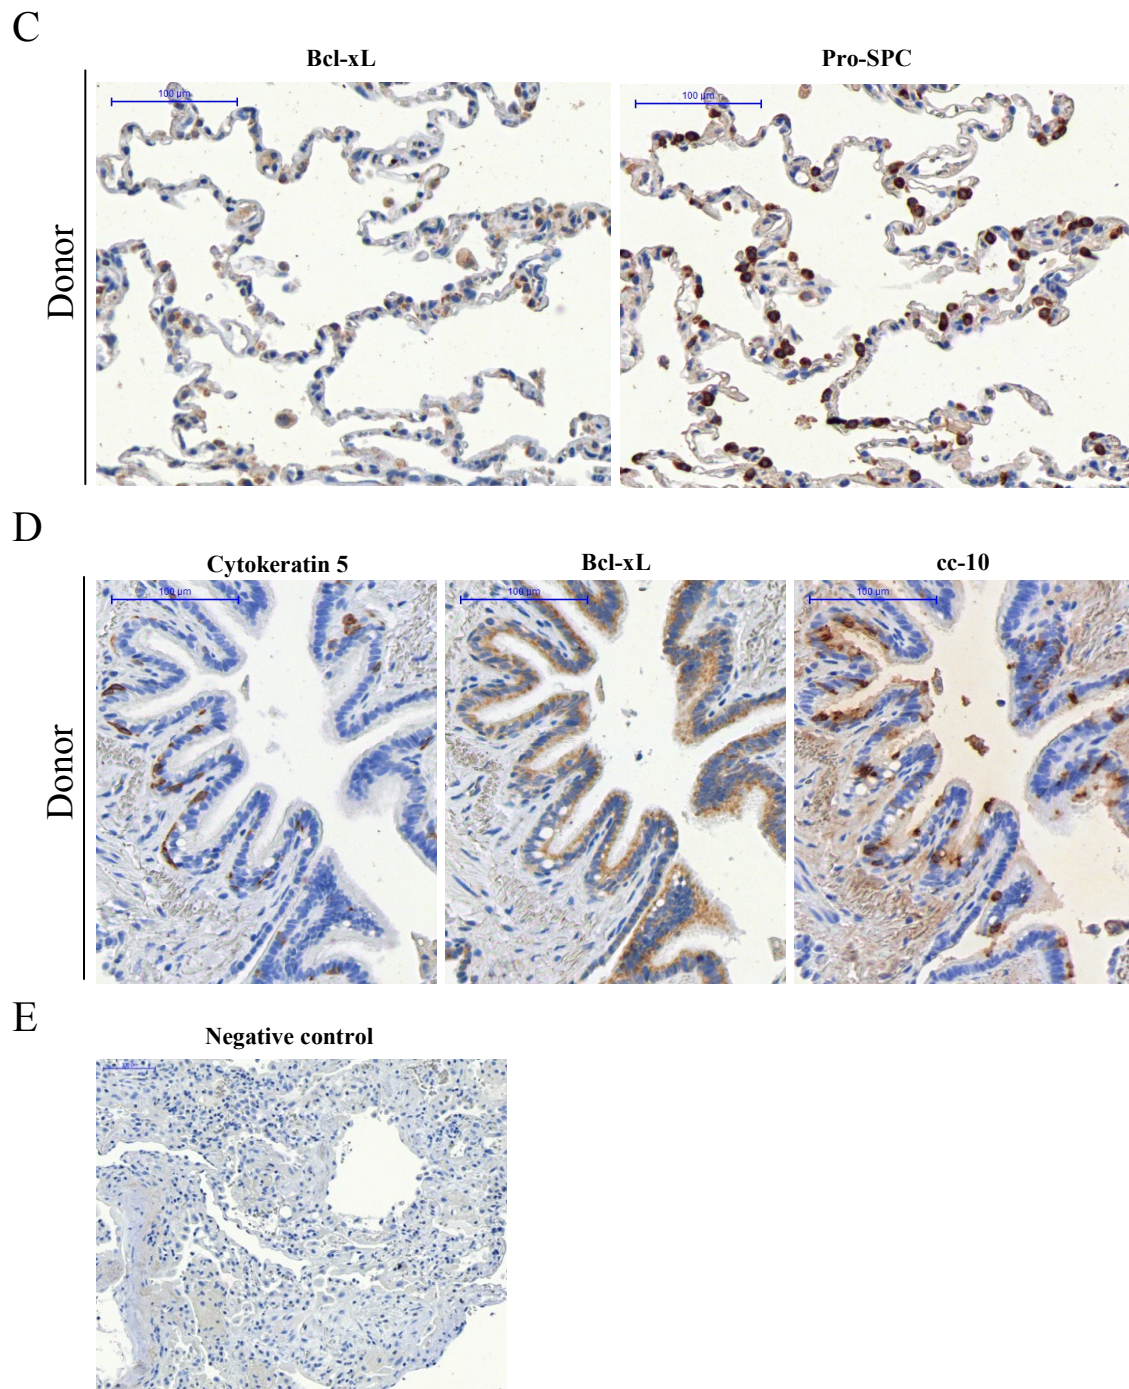 C
Bcl-xL
Pro-SPC
Donor
100 µm
100 µm
D
Cytokeratin 5
Bcl-xL
cc-10
Donor
100 µm
100 µm
100 µm
E
Negative control